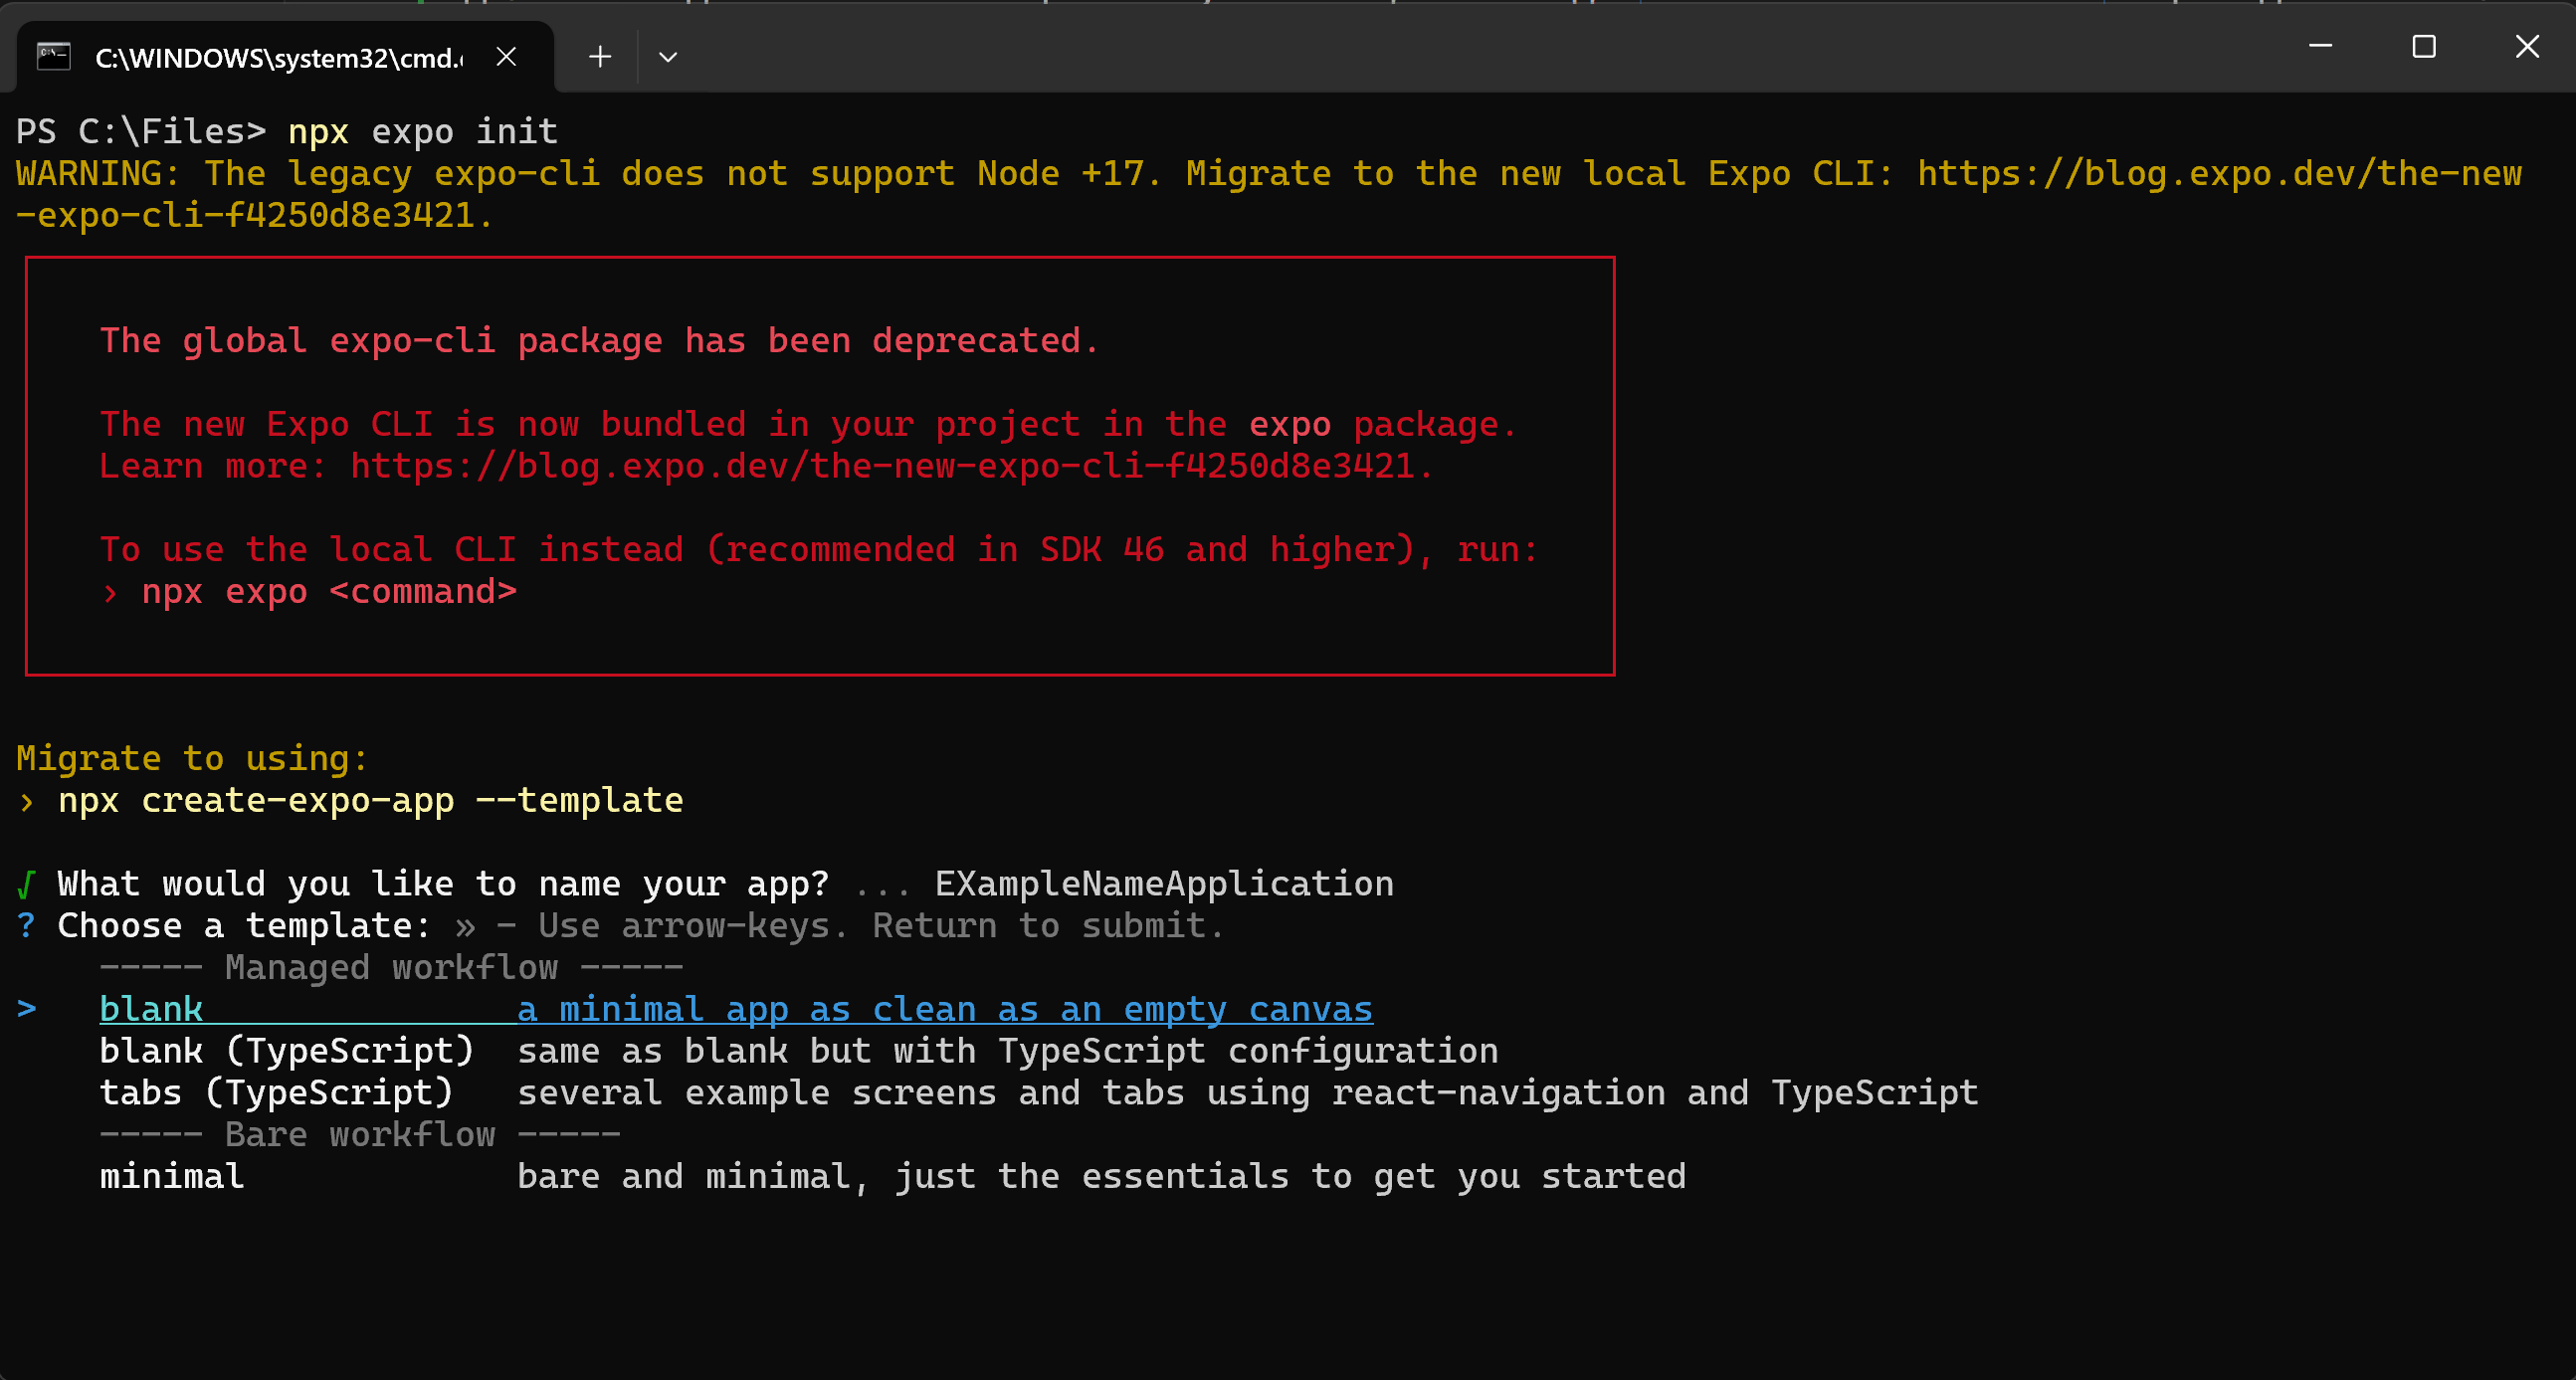 C:\WINDOWS\system32\cmd.
PS C:\Files> npx expo init
WARNING: The legacy expo-cli does not support Node +17. Migrate to the new local Expo CLI: https://blog.expo.dev/the-new
-expo-cli-f4250d8e3421.
The global expo-cli package has been deprecated.
The new Expo CLI is now bundled in your project in the expo package.
Learn more: https://blog.expo.dev/the-new-expo-cli-f4250d8e3421.
To use the local CLI instead (recommended in SDK 46 and higher), run:
› npx expo <command>
Migrate to using:
› npx create-expo-app --template
√ What would you like to name your app? ... EXampleNameApplication
? Choose a template: » - Use arrow-keys. Return to submit.
----- Managed workflow -----
> blank a minimal app as clean as an empty canvas
blank (TypeScript) same as blank but with TypeScript configuration
tabs (TypeScript) several example screens and tabs using react-navigation and TypeScript
----- Bare workflow -----
minimal bare and minimal, just the essentials to get you started